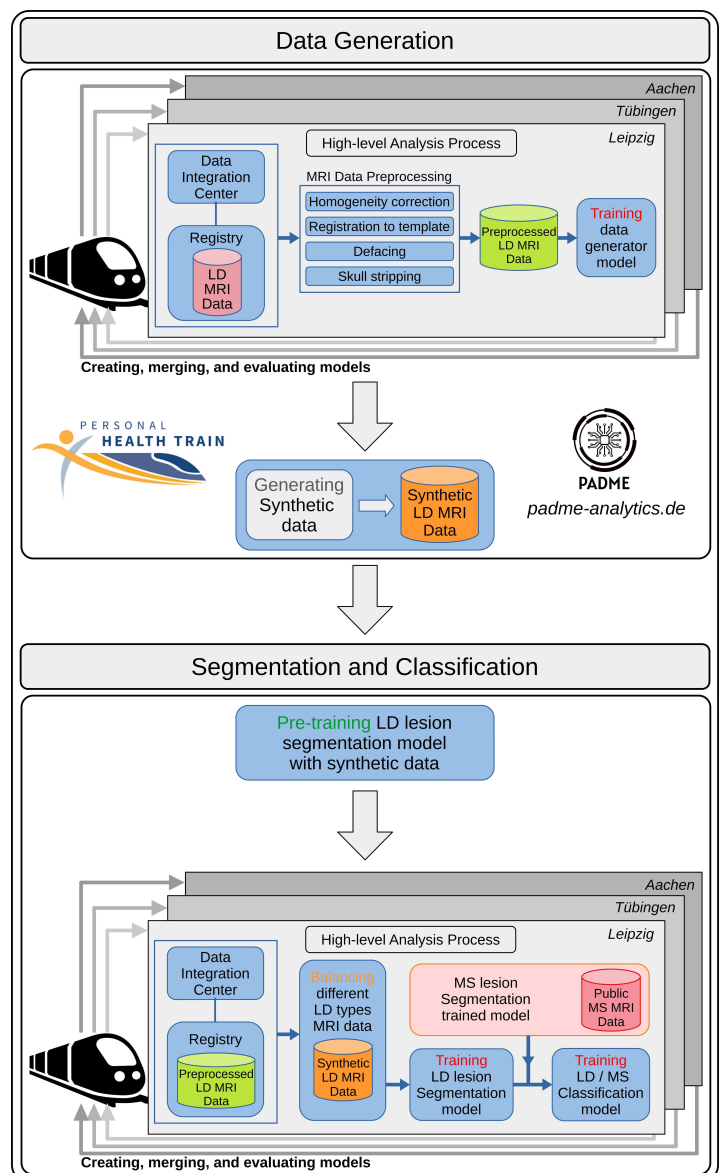 Data Generation
Aachen
Tübingen
Leipzig
High-level Analysis Process
Data
Integration
Center
Registry
LD
MRI
Data
MRI Data Preprocessing
Homogeneity correction
Registration to template
Defacing
Skull stripping
Preprocessed
LD MRI
Data
Training
data
generator
model
Creating, merging, and evaluating models
PERSONAL
HEALTH TRAIN
Generating
Synthetic
data
Synthetic
LD MRI
Data
PADME
padme-analytics.de
Segmentation and Classification
Pre-training LD lesion
segmentation model
with synthetic data
Aachen
Tübingen
Leipzig
High-level Analysis Process
Data
Integration
Center
Registry
Preprocessed
LD MRI
Data
Balancing
different
LD types
MRI data
Synthetic
LD MRI
Data
MS lesion
Segmentation
trained model
Public
MS MRI
Data
Training
LD lesion
Segmentation
model
Training
LD / MS
Classification
model
Creating, merging, and evaluating models